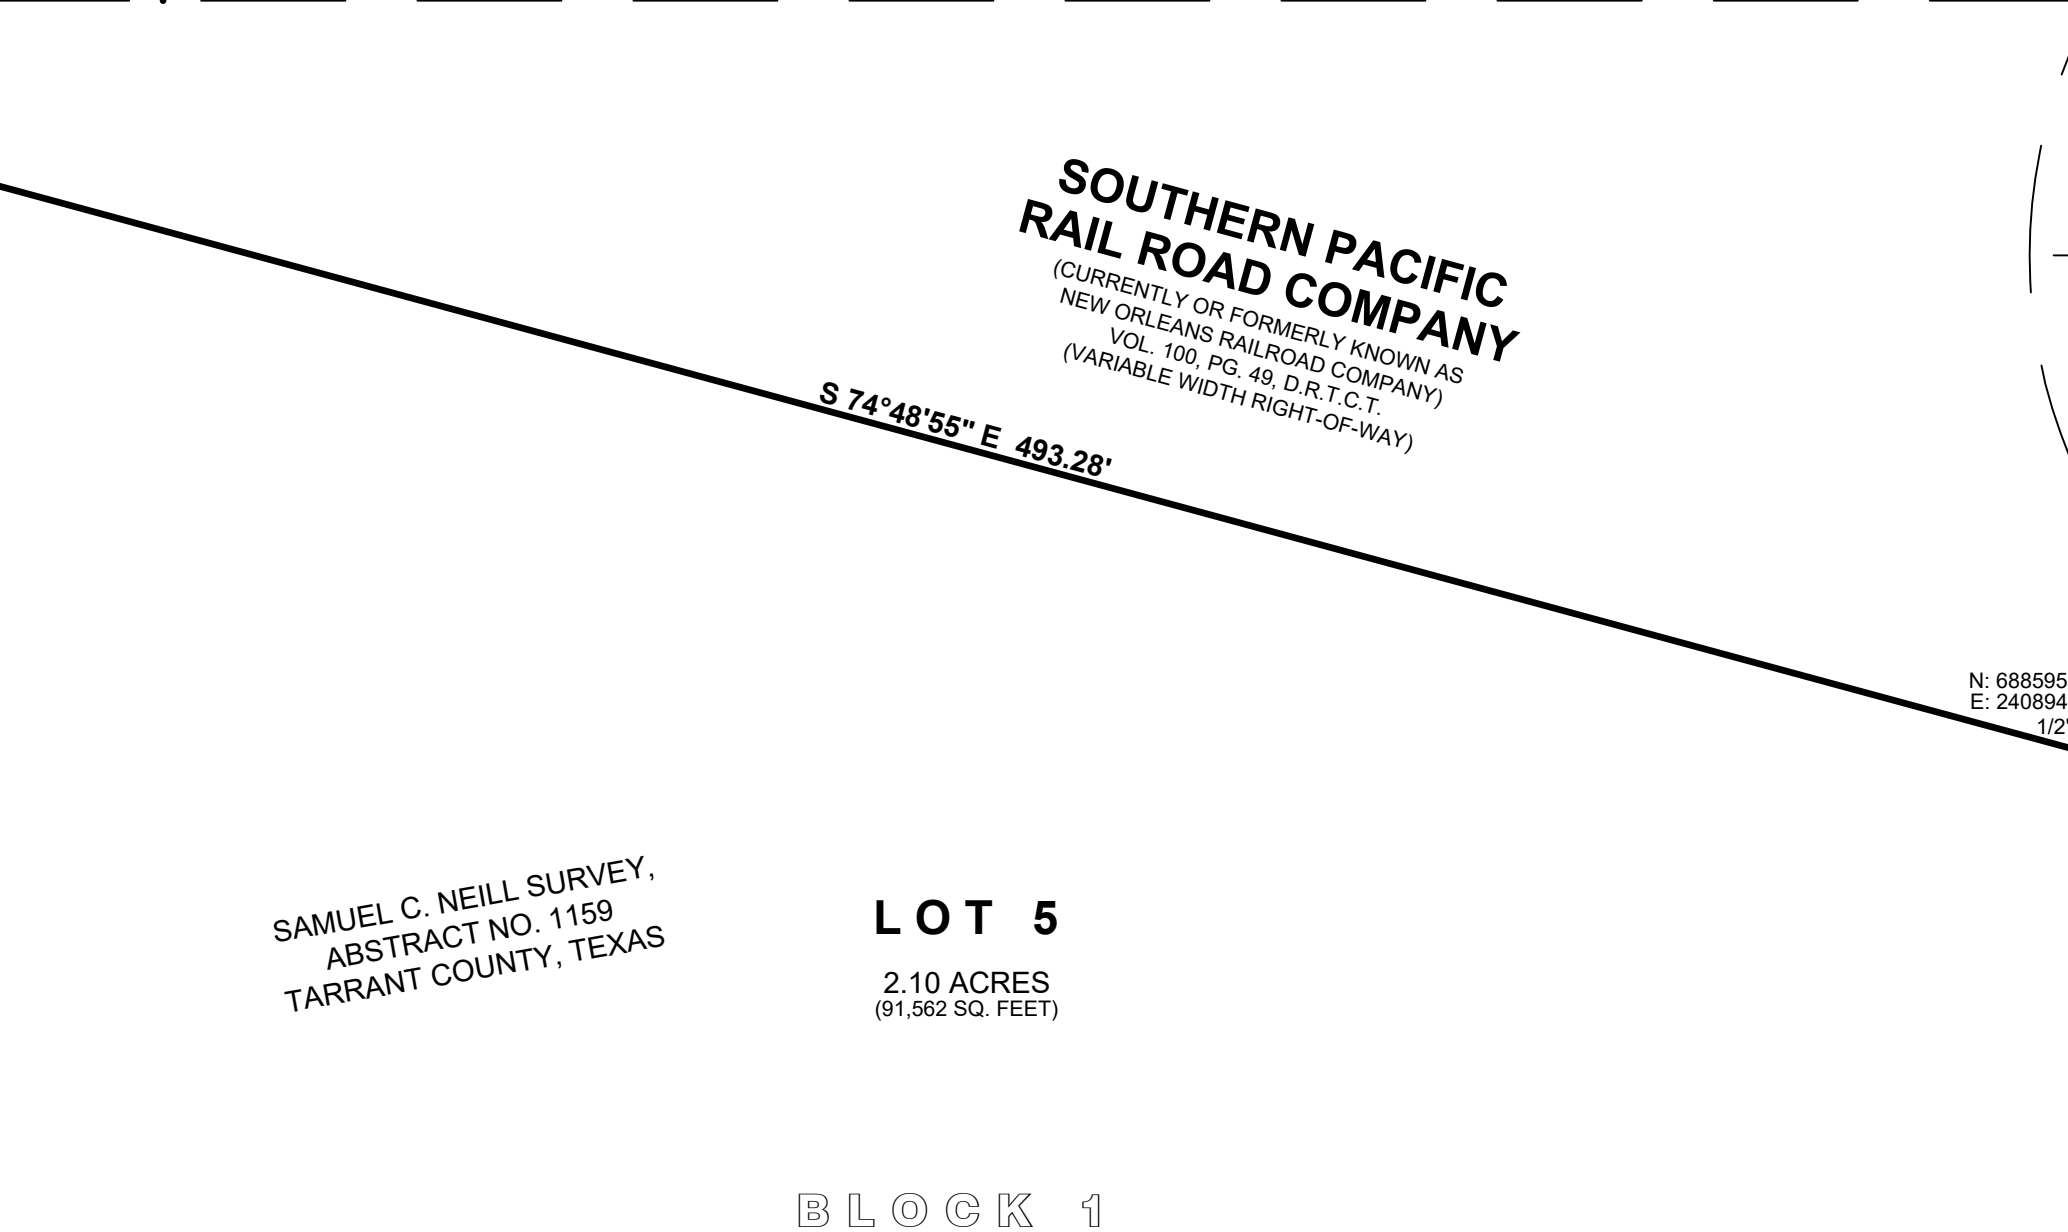 SOUTHERN PACIFIC
RAIL ROAD COMPANY
(CURRENTLY OR FORMERLY KNOWN AS
NEW ORLEANS RAILROAD COMPANY)
VOL. 100, PG. 49, D.R.T.C.T.
(VARIABLE WIDTH RIGHT-OF-WAY)
S 74°48'55" E  493.28'
N: 688595
E: 240894
1/2"
SAMUEL C. NEILL SURVEY,
ABSTRACT NO. 1159
TARRANT COUNTY, TEXAS
LOT 5
2.10 ACRES
(91,562 SQ. FEET)
BLOCK 1